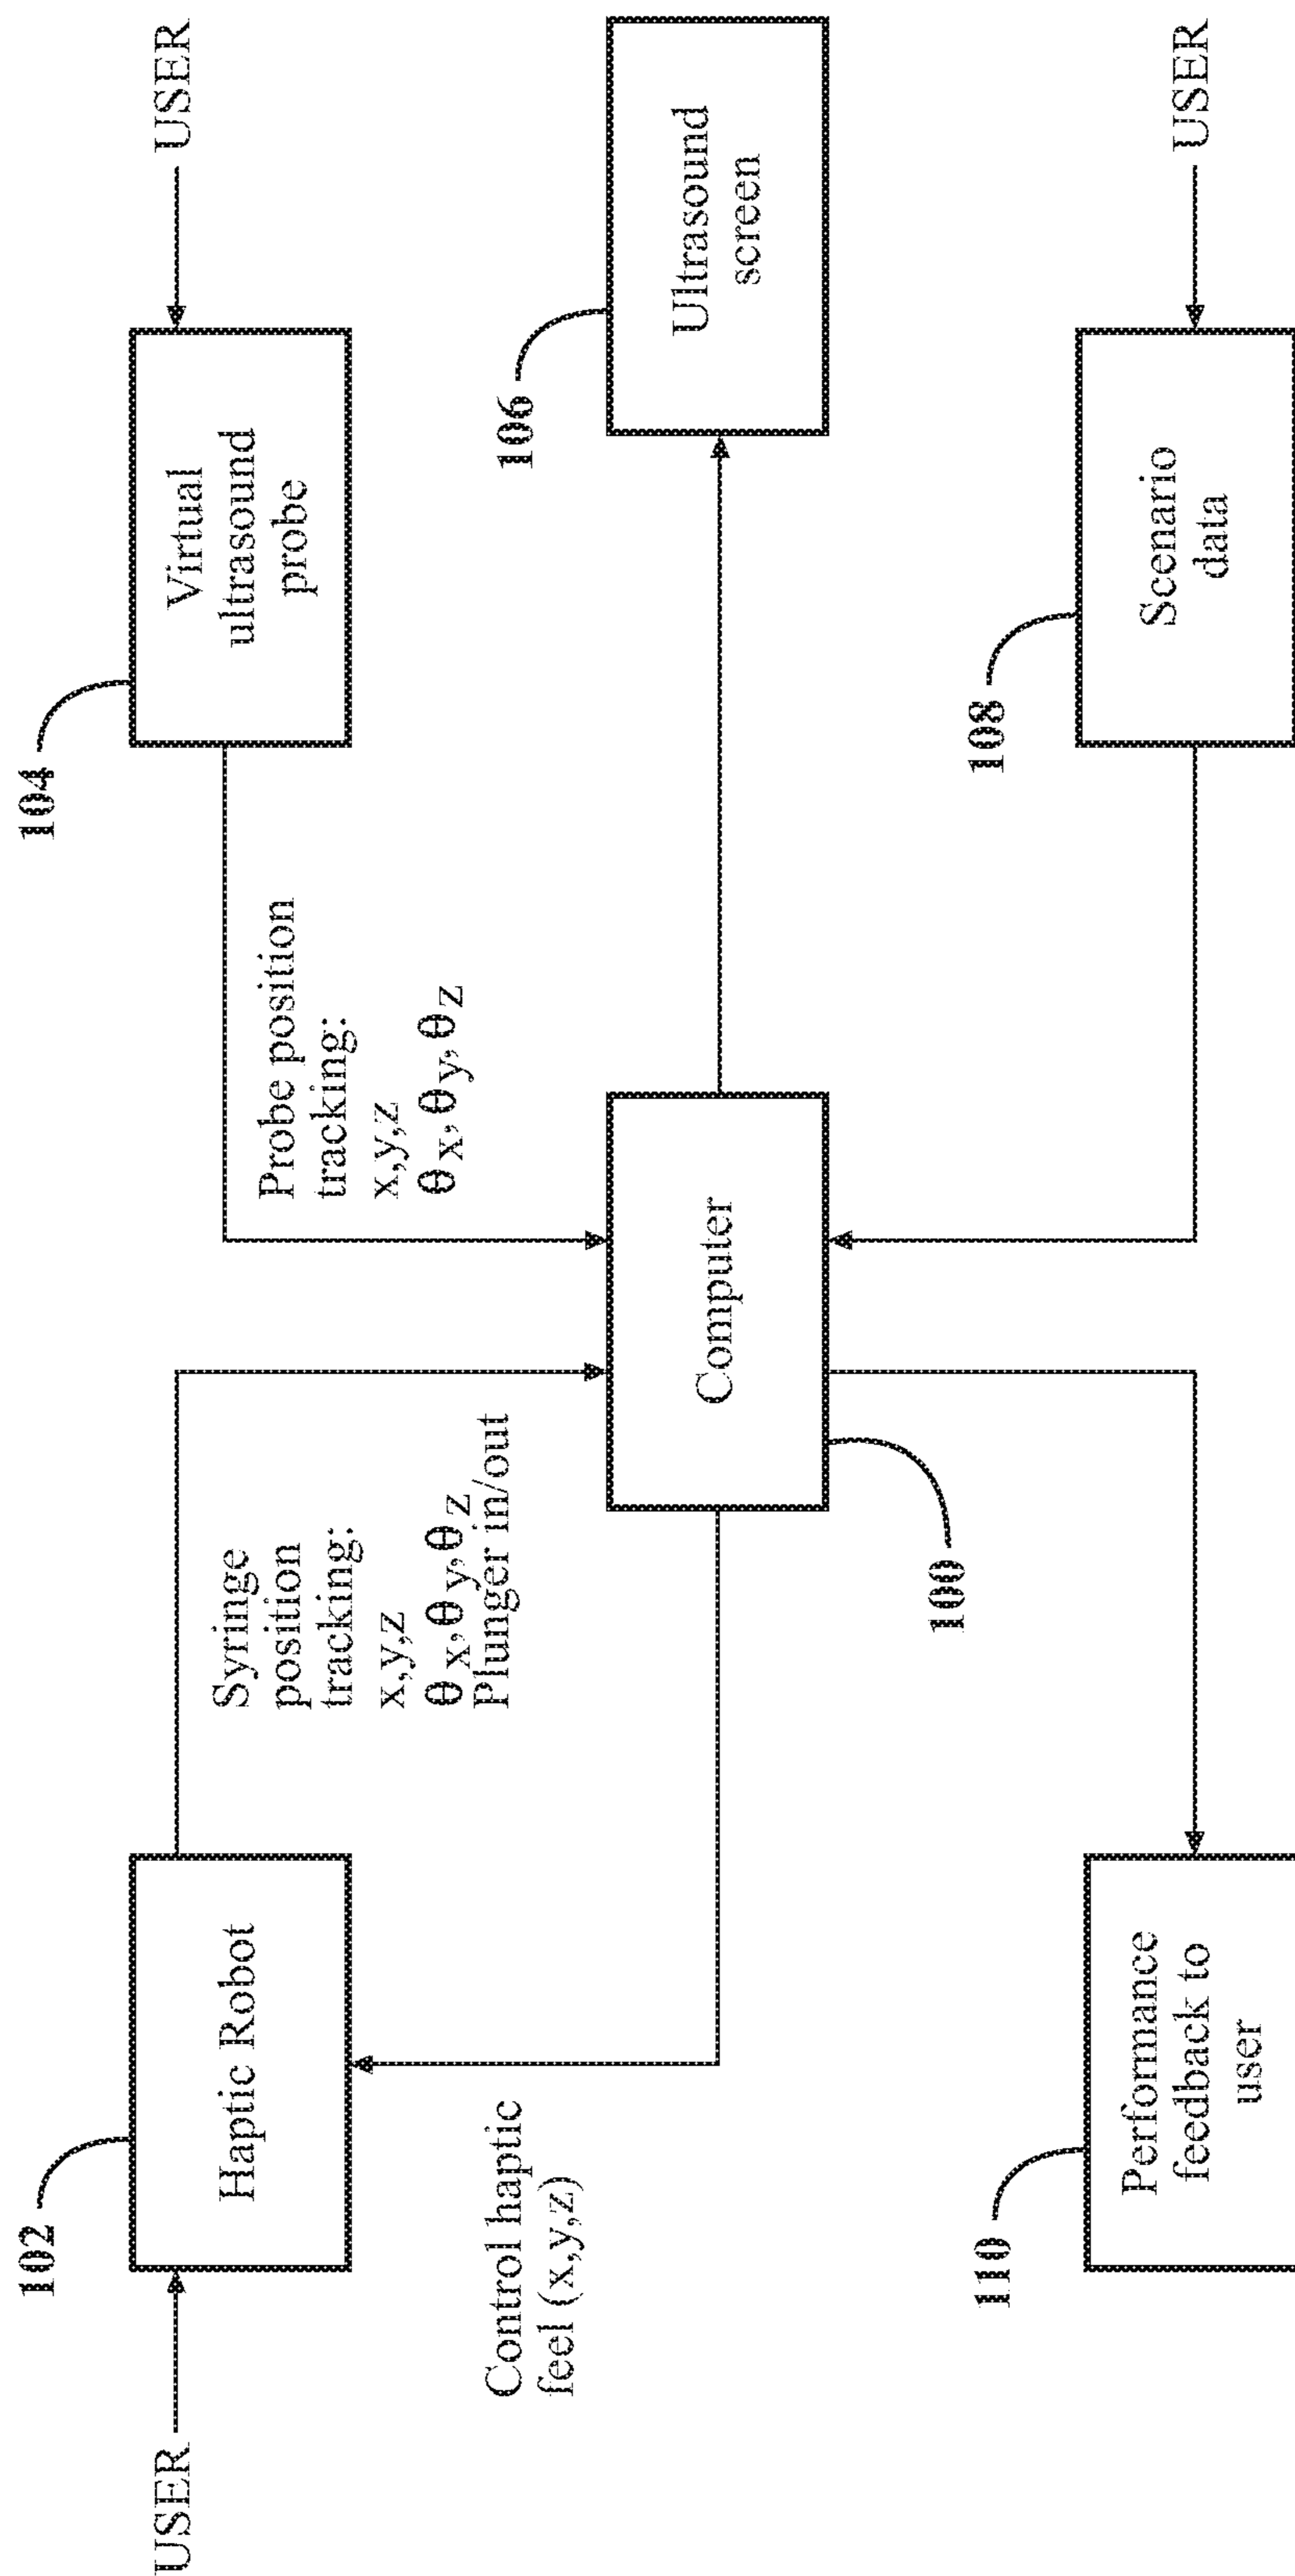 USER
102
Haptic Robot
Syringe
position
tracking:
x,y,z
θx,θy,θz
Plunger in/out
Control haptic
feel (x,y,z)
104
Virtual
ultrasound
probe
USER
Probe position
tracking:
x,y,z
θx,θy,θz
Computer
100
106
Ultrasound
screen
110
Performance
feedback to
user
108
Scenario
data
USER